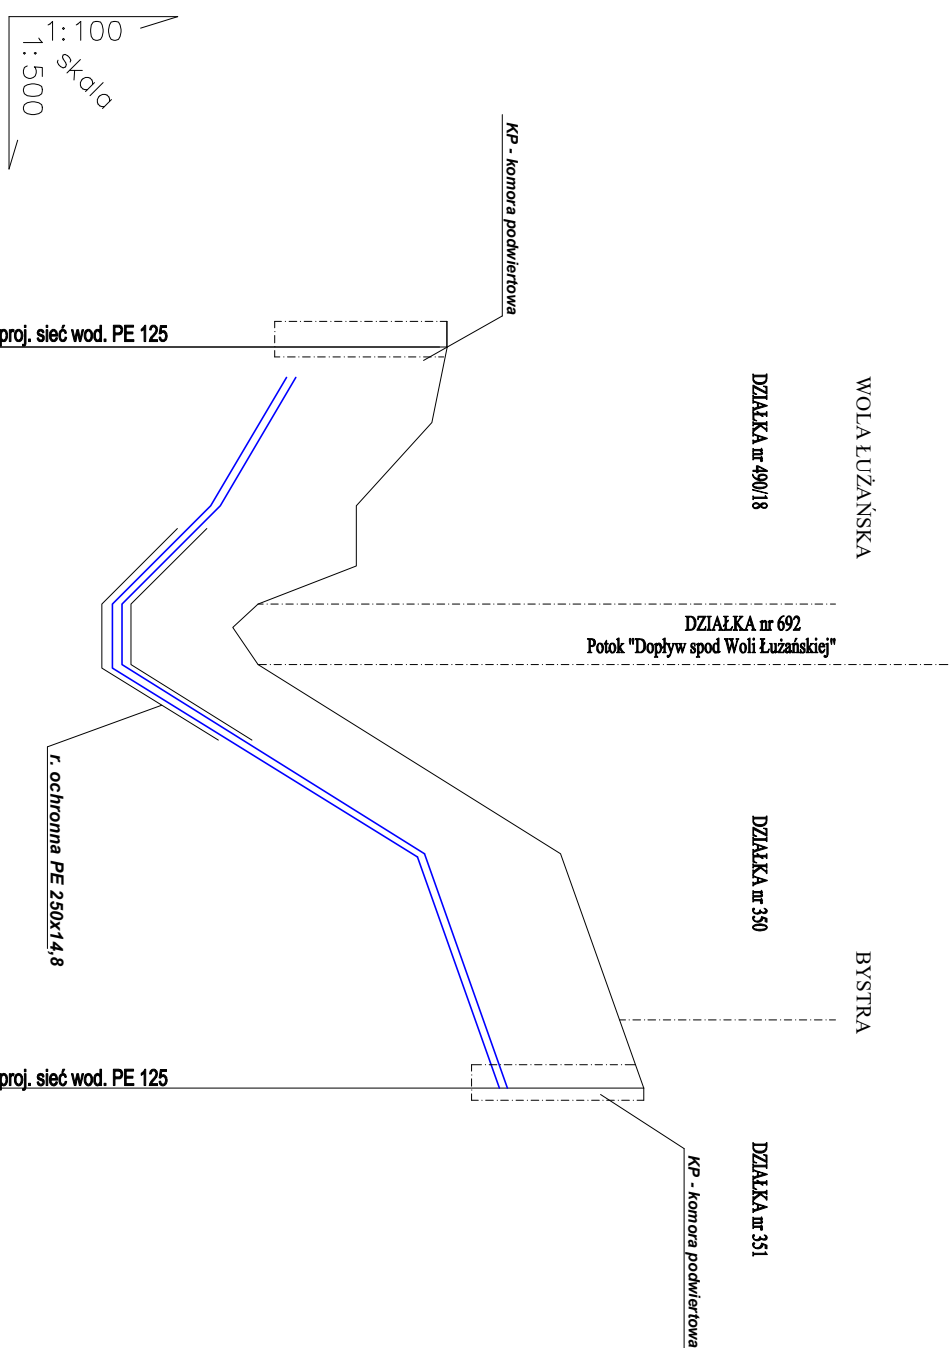 1:100
skala
1:500
KP - komora podwiertowa
proj. sieć wod. PE 125
WOLA ŁUŻAŃSKA
DZIAŁKA nr 490/18
DZIAŁKA nr 692
Potok "Dopływ spod Woli Łużańskiej"
DZIAŁKA nr 350
BYSTRA
r. ochronna PE 250x14,8
proj. sieć wod. PE 125
DZIAŁKA nr 351
KP - komora podwiertowa